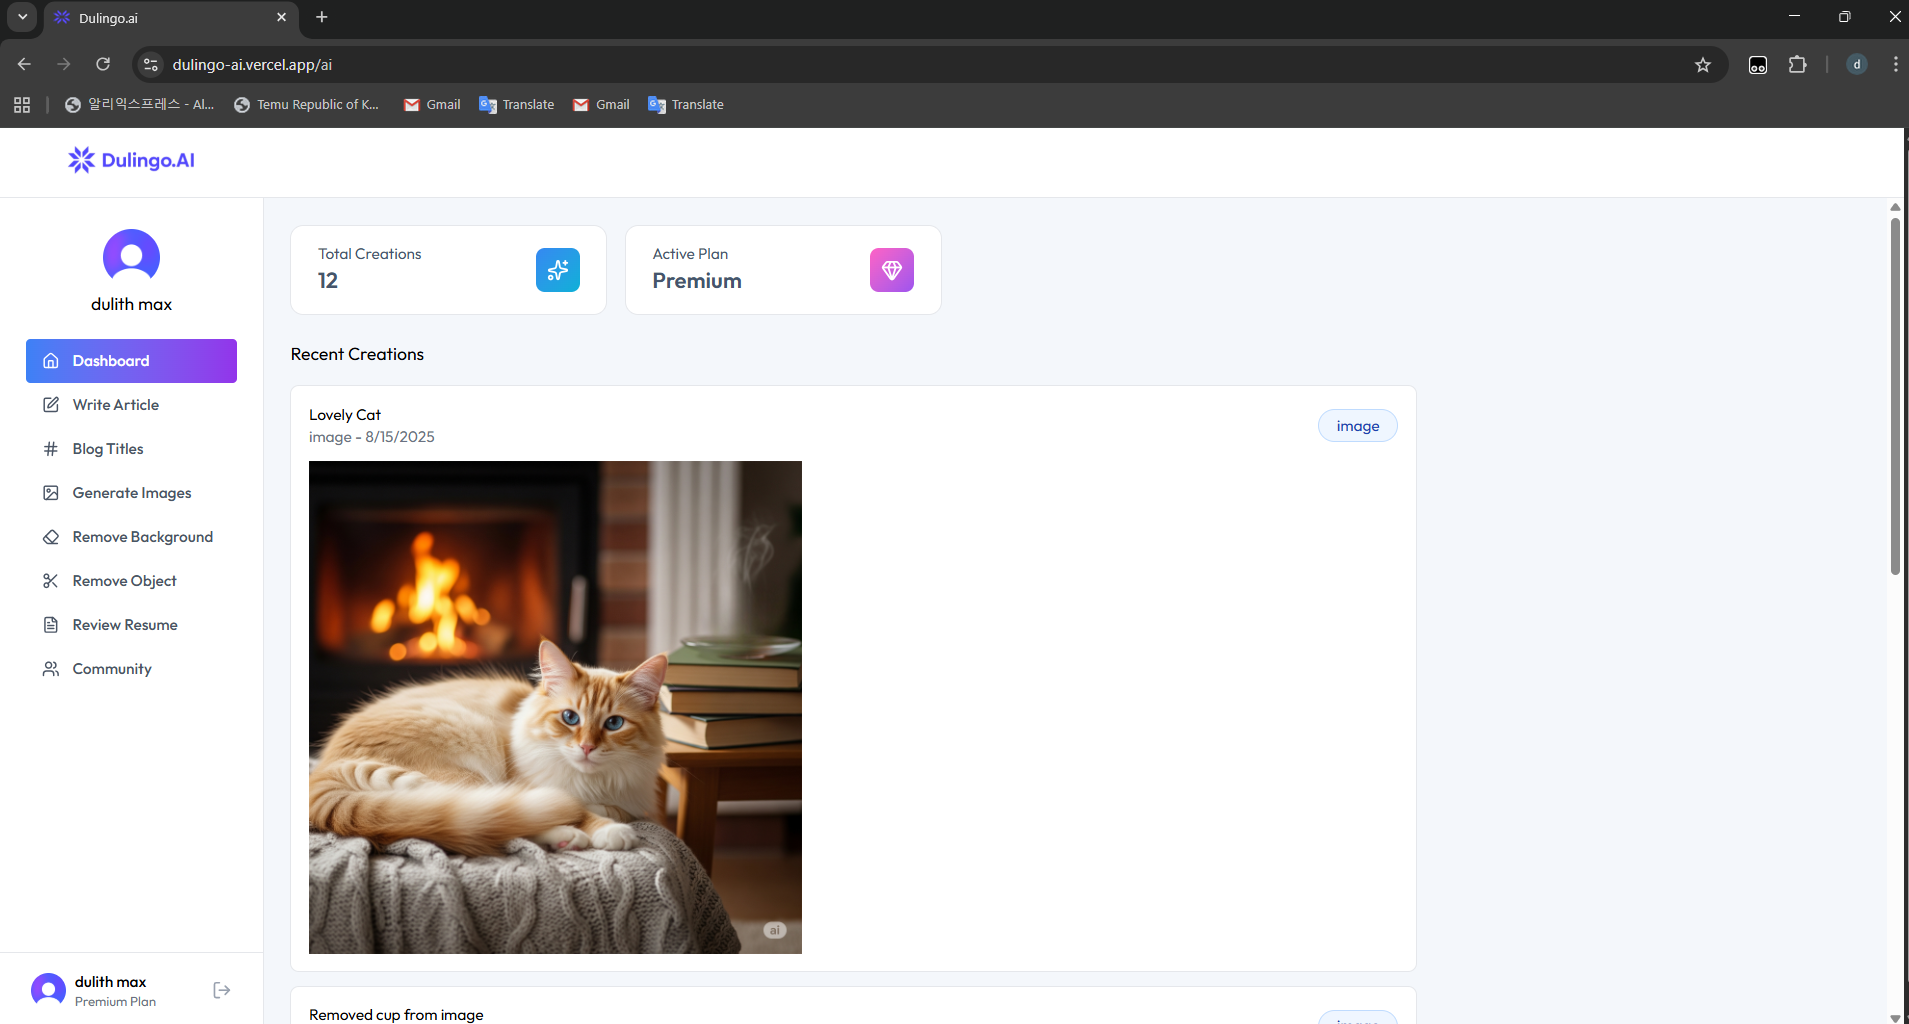 Dulingo.ai
dulingo-ai.vercel.app/ai
d
알리익스프레스 - Al...
Temu Republic of K...
Gmail
Translate
Gmail
Translate
Dulingo.AI
dulith max
Dashboard
Write Article
Blog Titles
Generate Images
Remove Background
Remove Object
Review Resume
Community
dulith max
Premium Plan
Total Creations
12
Active Plan
Premium
Recent Creations
Lovely Cat
image - 8/15/2025
image
ai
Removed cup from image
image